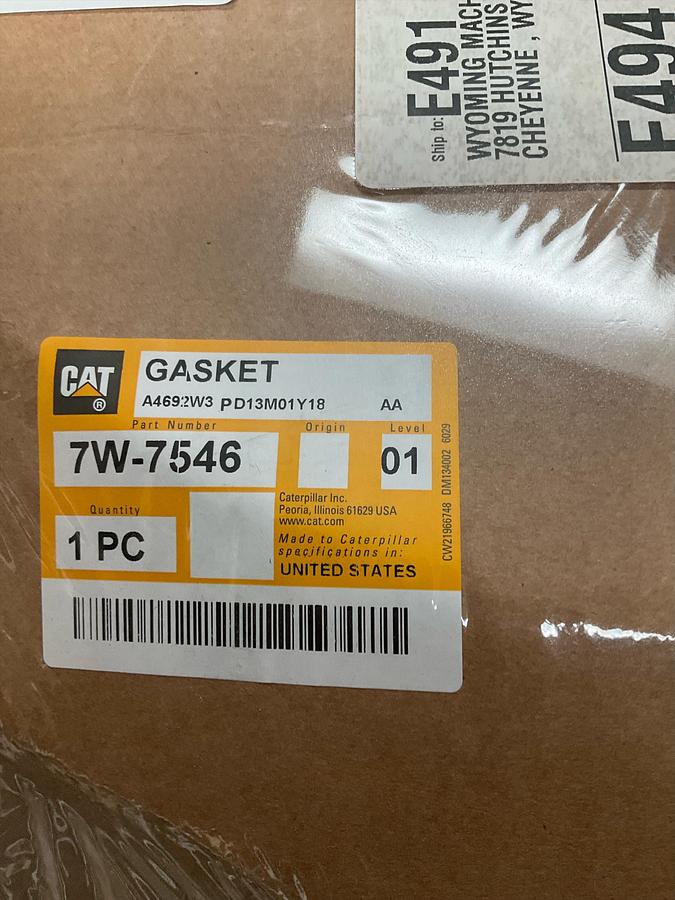 Ship to: E491
WYOMING MACH
7819 HUTCHINS
CHEYENNE , WY
E494
CAT
®
GASKET
A4692W3 PD13M01Y18 AA
Part Number Origin Level
7W-7546 01
Quantity
1 PC
Caterpillar Inc.
Peoria, Illinois 61629 USA
www.cat.com
Made to Caterpillar
specifications in:
UNITED STATES
CW21966748 DM134002 6029